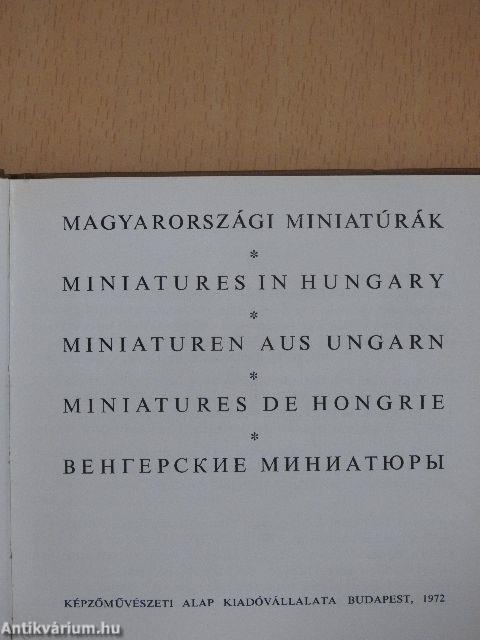 MAGYARORSZÁGI MINIATÚRÁK
*
MINIATURES IN HUNGARY
*
MINIATUREN AUS UNGARN
*
MINIATURES DE HONGRIE
*
ВЕНГЕРСКИЕ МИНИАТЮРЫ
KÉPZŐMŰVÉSZETI ALAP KIADÓVÁLLALATA BUDAPEST, 1972
Antikvárium.hu